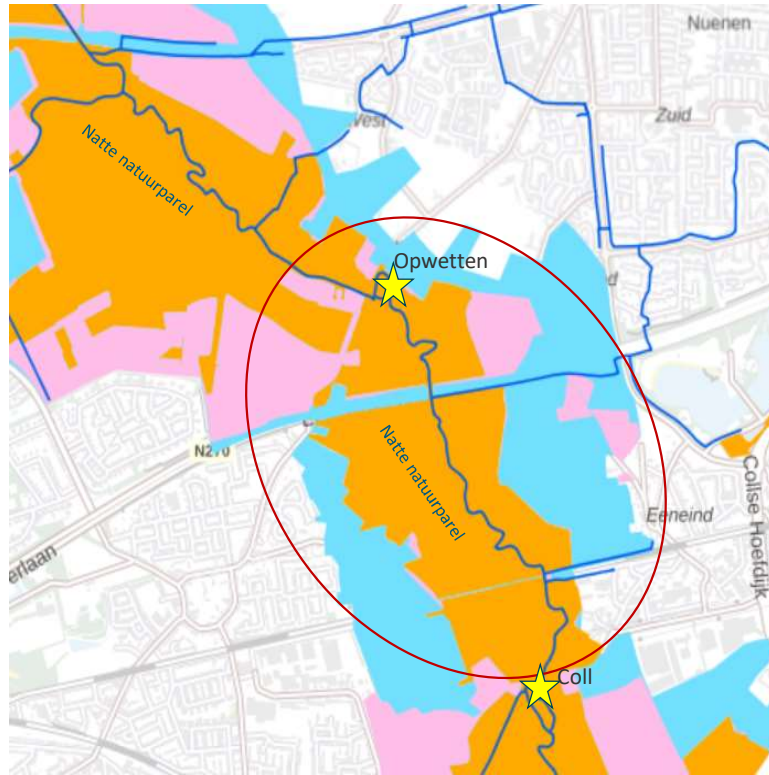 Nuenen
Zuid
Natte natuurparel
Opwetten
N270
Natte natuurparel
Eeneind
Collse Hoefdijk
Coll